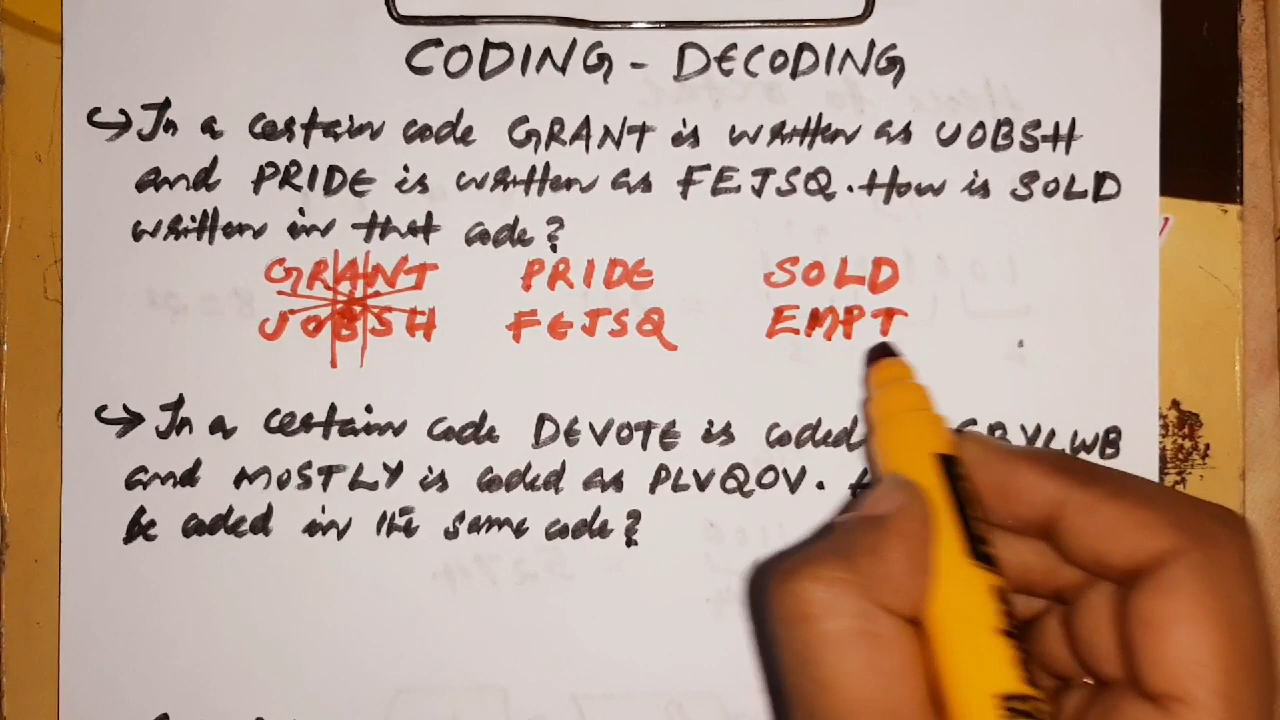 CODING - DECODING
↪ In a certain code GRANT is written as UOBSH
and PRIDE is written as FEJSQ. How is SOLD
written in that code?
GRANT PRIDE SOLD
UOBSH FEJSQ EMPT
↪ In a certain code DEVOTE is coded GBYLWB
and MOSTLY is coded as PLVQOV.
be coded in the same code?